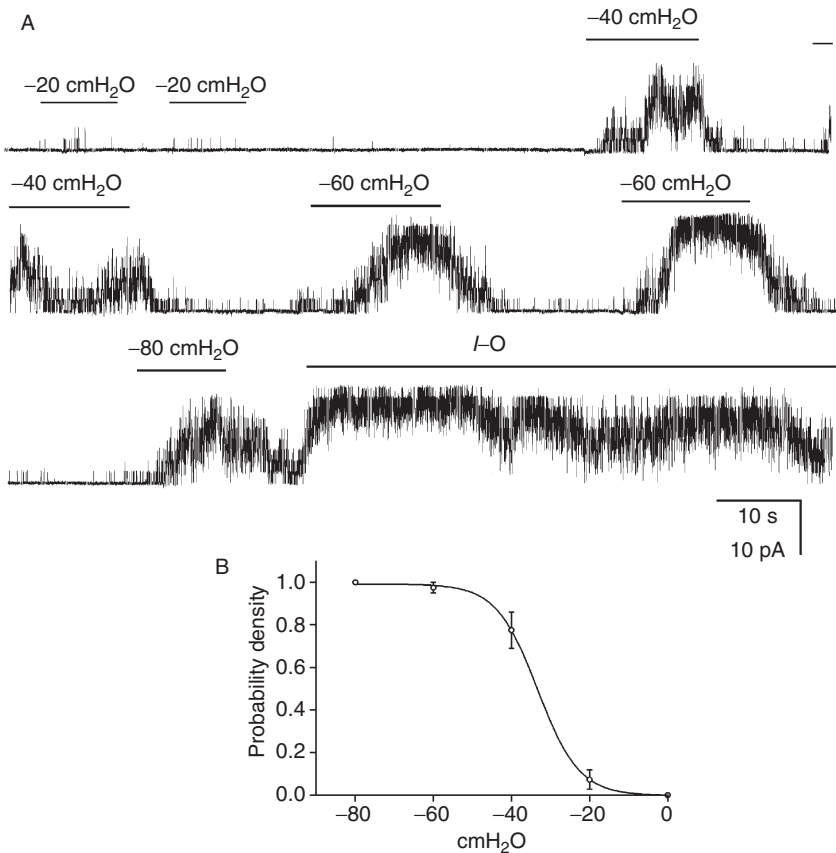 A
−40 cmH2O
−20 cmH2O −20 cmH2O
−40 cmH2O −60 cmH2O −60 cmH2O
−80 cmH2O I–O
10 s
10 pA
B
Probability density
1.0
0.8
0.6
0.4
0.2
0.0
−80 −60 −40 −20 0
cmH2O